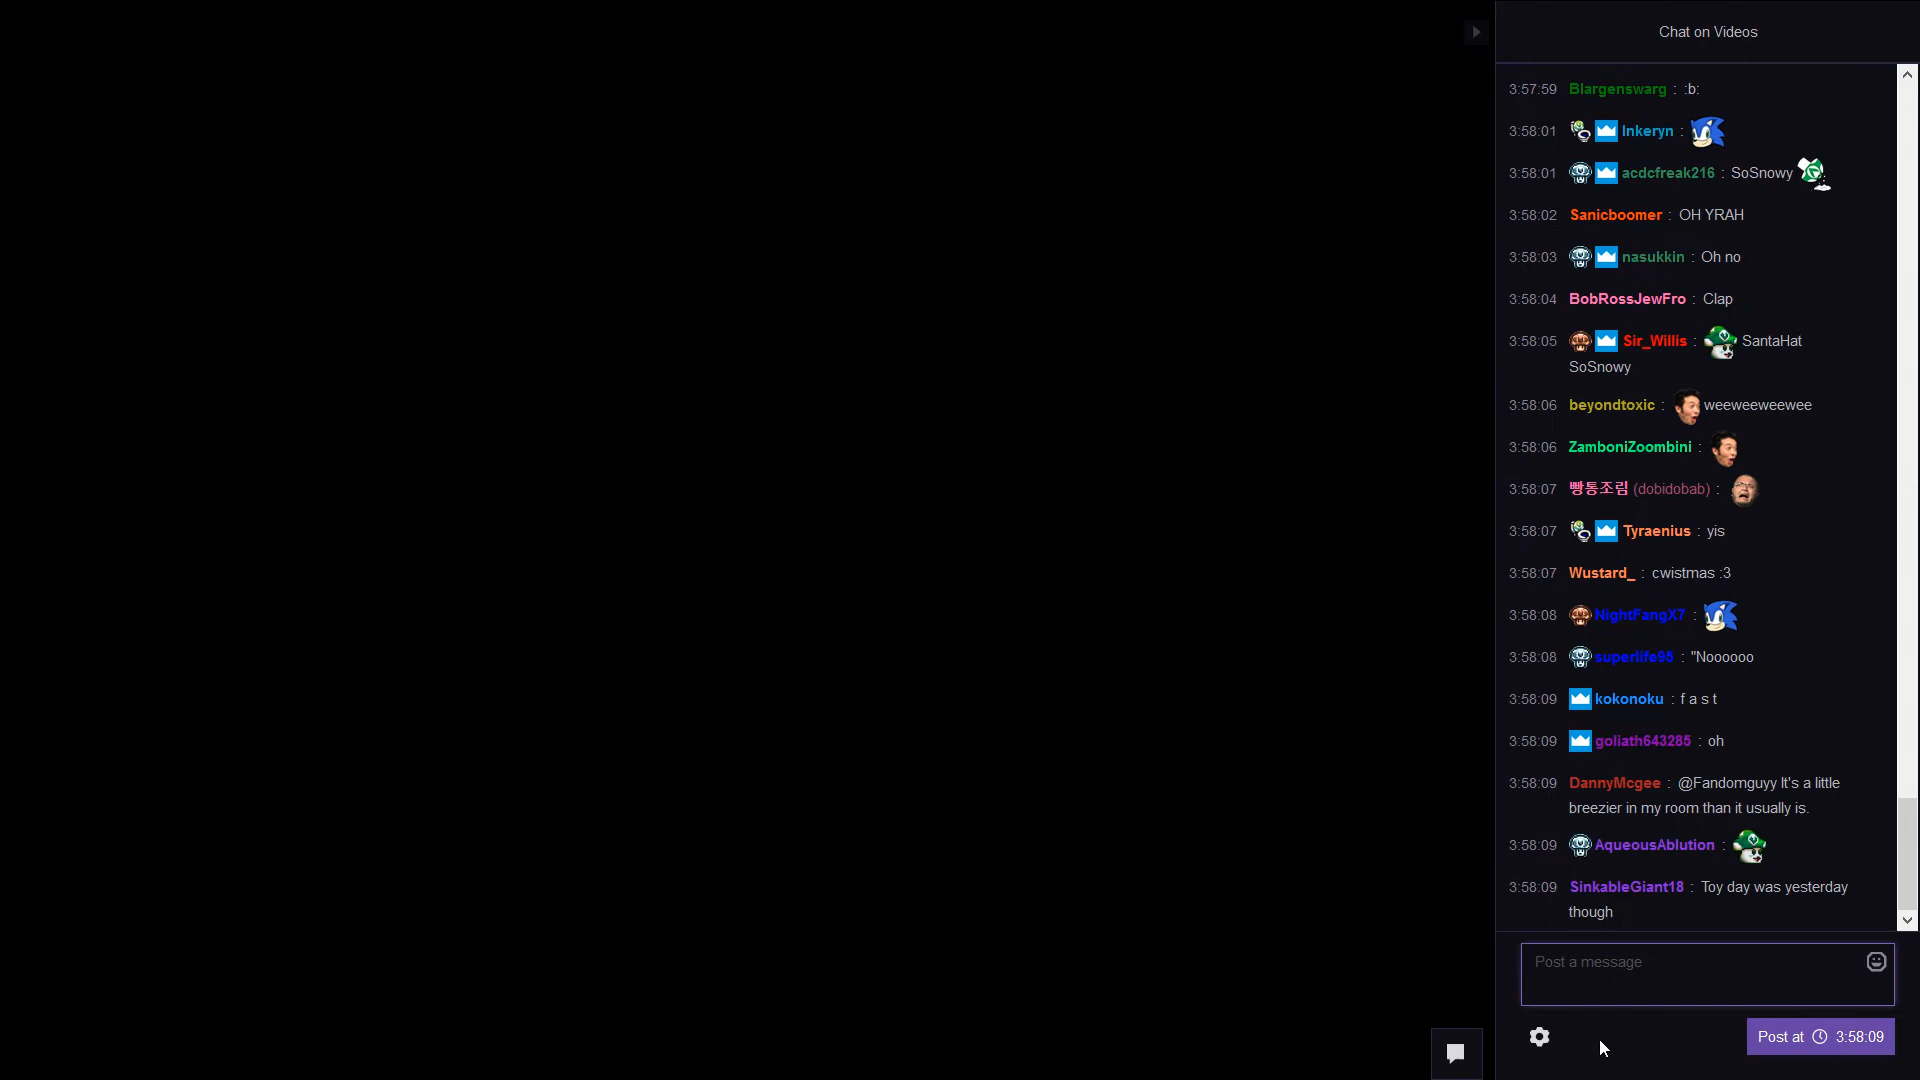 Chat on Videos
3:57:59 Blargenswarg : :b:
3:58:01 Inkeryn :
3:58:01 acdcfreak216 : SoSnowy
3:58:02 Sanicboomer : OH YRAH
3:58:03 nasukkin : Oh no
3:58:04 BobRossJewFro : Clap
3:58:05 Sir_Willis : SantaHat
SoSnowy
3:58:06 beyondtoxic : weeweeweewee
3:58:06 ZamboniZoombini :
3:58:07 빵통조림 (dobidobab) :
3:58:07 Tyraenius : yis
3:58:07 Wustard_ : cwistmas :3
3:58:08 NightFangX7 :
3:58:08 superlife95 : "Noooooo
3:58:09 kokonoku : f a s t
3:58:09 goliath643285 : oh
3:58:09 DannyMcgee : @Fandomguyy It's a little
breezier in my room than it usually is.
3:58:09 AqueousAblution :
3:58:09 SinkableGiant18 : Toy day was yesterday
though
Post a message
Post at 3:58:09